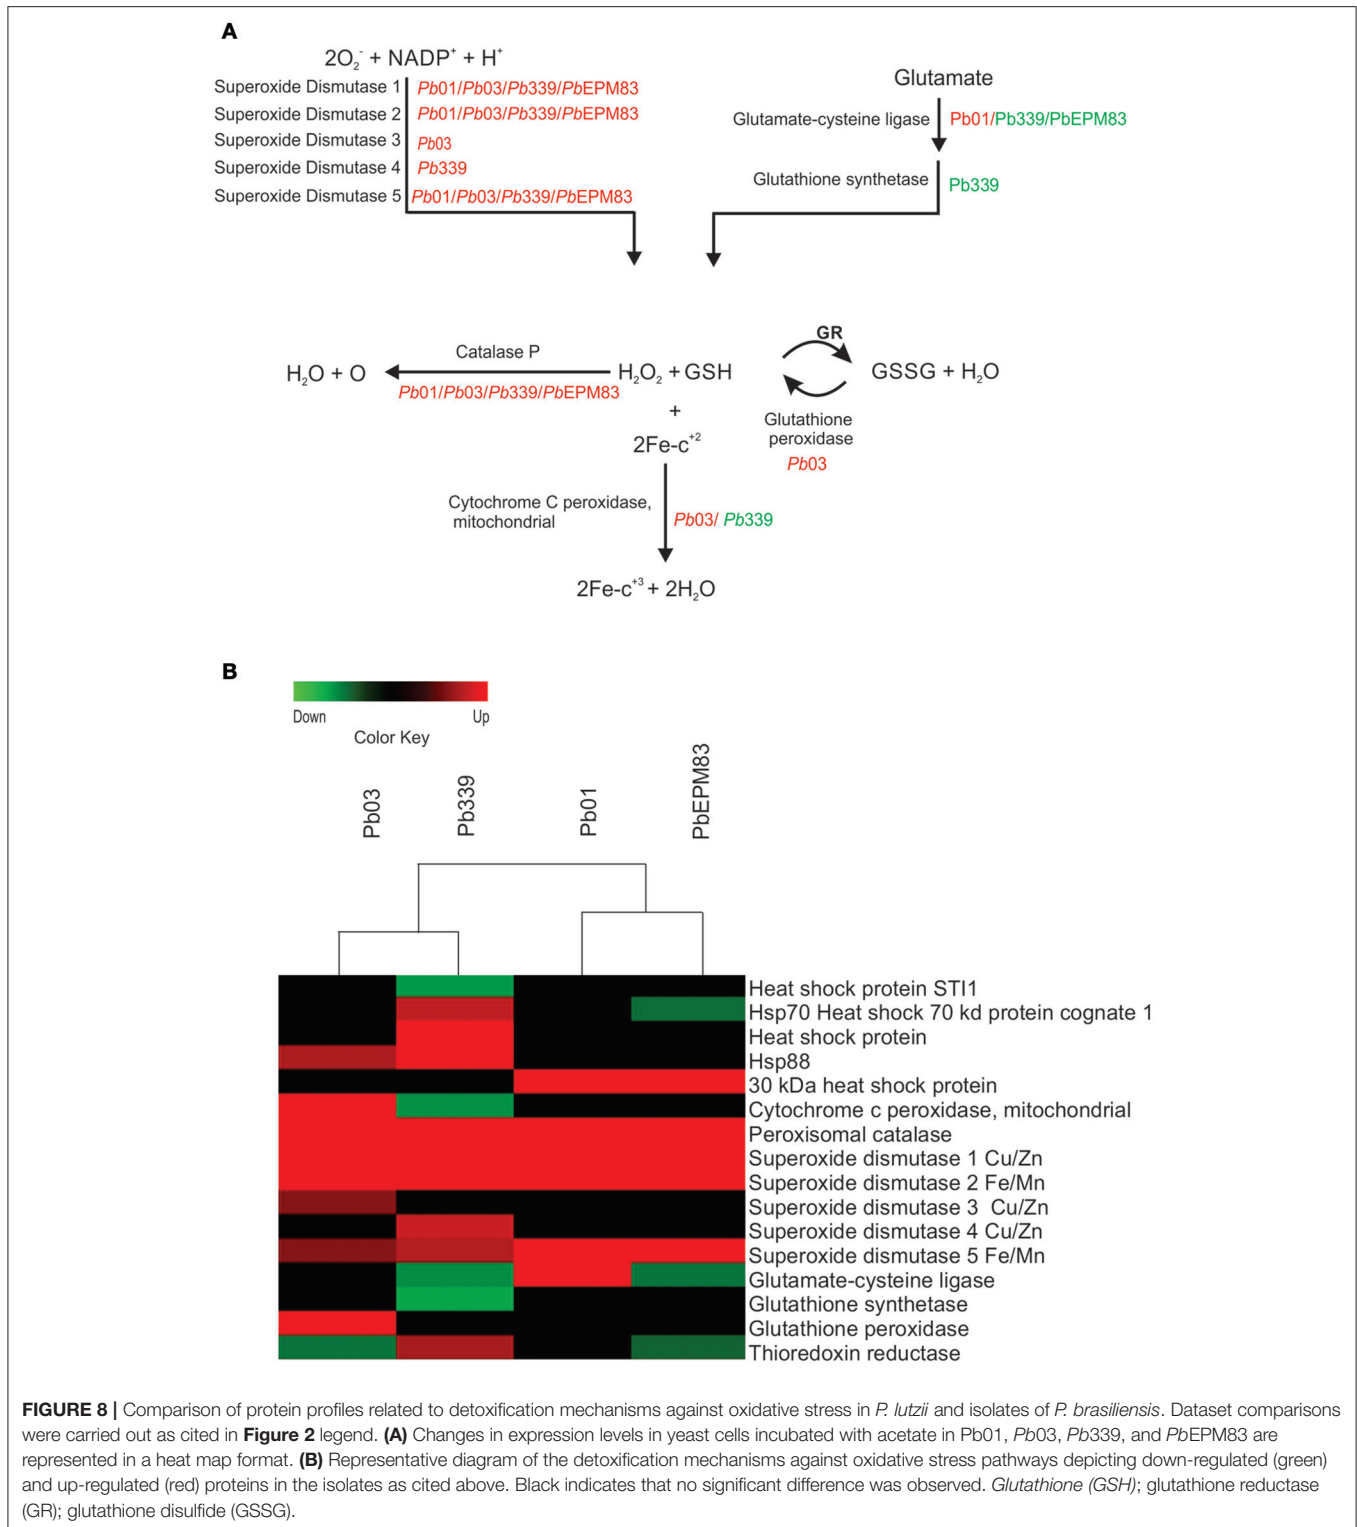 A
2O₂⁻ + NADP⁺ + H⁺
Superoxide Dismutase 1 Pb01/Pb03/Pb339/PbEPM83
Superoxide Dismutase 2 Pb01/Pb03/Pb339/PbEPM83
Superoxide Dismutase 3 Pb03
Superoxide Dismutase 4 Pb339
Superoxide Dismutase 5 Pb01/Pb03/Pb339/PbEPM83
Glutamate
Glutamate-cysteine ligase Pb01/Pb339/PbEPM83
Glutathione synthetase Pb339
GR
Catalase P
H₂O + O
H₂O₂ + GSH
GSSG + H₂O
Pb01/Pb03/Pb339/PbEPM83
+
2Fe-c⁺²
Glutathione
peroxidase
Pb03
Cytochrome C peroxidase,
mitochondrial
Pb03/ Pb339
2Fe-c⁺³ + 2H₂O
B
Down Up
Color Key
Pb03
Pb339
Pb01
PbEPM83
Heat shock protein STI1
Hsp70 Heat shock 70 kd protein cognate 1
Heat shock protein
Hsp88
30 kDa heat shock protein
Cytochrome c peroxidase, mitochondrial
Peroxisomal catalase
Superoxide dismutase 1 Cu/Zn
Superoxide dismutase 2 Fe/Mn
Superoxide dismutase 3 Cu/Zn
Superoxide dismutase 4 Cu/Zn
Superoxide dismutase 5 Fe/Mn
Glutamate-cysteine ligase
Glutathione synthetase
Glutathione peroxidase
Thioredoxin reductase
FIGURE 8 | Comparison of protein profiles related to detoxification mechanisms against oxidative stress in P. lutzii and isolates of P. brasiliensis. Dataset comparisons
were carried out as cited in Figure 2 legend. (A) Changes in expression levels in yeast cells incubated with acetate in Pb01, Pb03, Pb339, and PbEPM83 are
represented in a heat map format. (B) Representative diagram of the detoxification mechanisms against oxidative stress pathways depicting down-regulated (green)
and up-regulated (red) proteins in the isolates as cited above. Black indicates that no significant difference was observed. Glutathione (GSH); glutathione reductase
(GR); glutathione disulfide (GSSG).